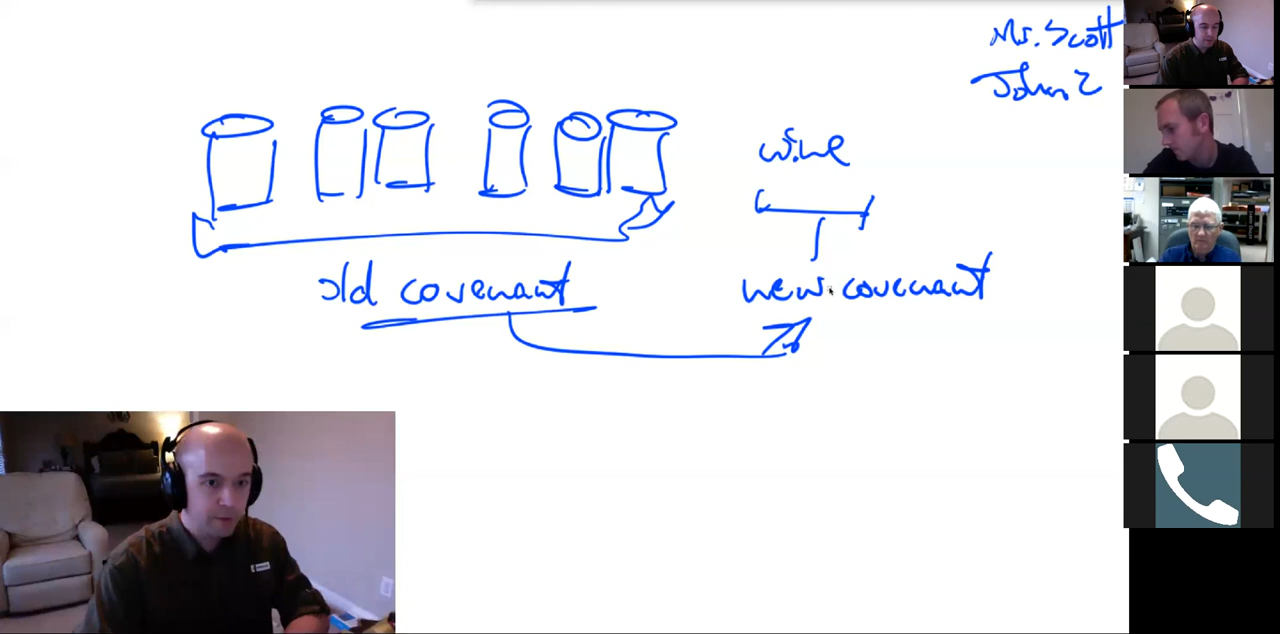 Mr. Scott
John 2
wine
old covenant
new covenant